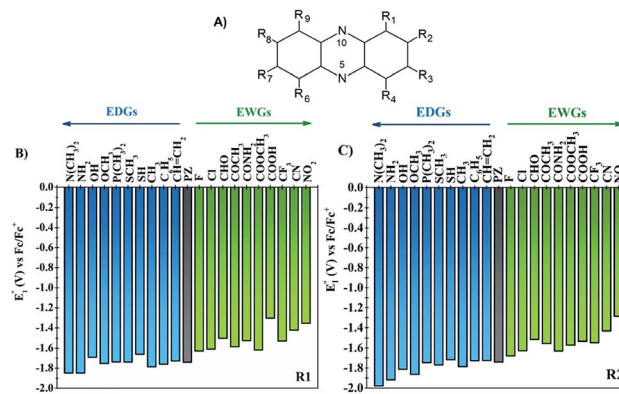 A)
R9 R1
R8 N R2
10
5
R7 N R3
R6 R4
EDGs EWGs
B)
N(CH3)2
NH2
OH
OCH3
P(CH3)2
SCH3
SH
CH3
C6H5
CH=CH2
PZ
F
Cl
CHO
COCH3
CONH2
COOCH3
COOH
CF3
CN
NO2
E°1 (V) vs Fc/Fc+
0.0
-0.2
-0.4
-0.6
-0.8
-1.0
-1.2
-1.4
-1.6
-1.8
-2.0
R1
EDGs EWGs
C)
N(CH3)2
NH2
OH
OCH3
P(CH3)2
SCH3
SH
CH3
C6H5
CH=CH2
PZ
F
Cl
CHO
COCH3
CONH2
COOCH3
COOH
CF3
CN
NO2
E°1 (V) vs Fc/Fc+
0.0
-0.2
-0.4
-0.6
-0.8
-1.0
-1.2
-1.4
-1.6
-1.8
-2.0
R2